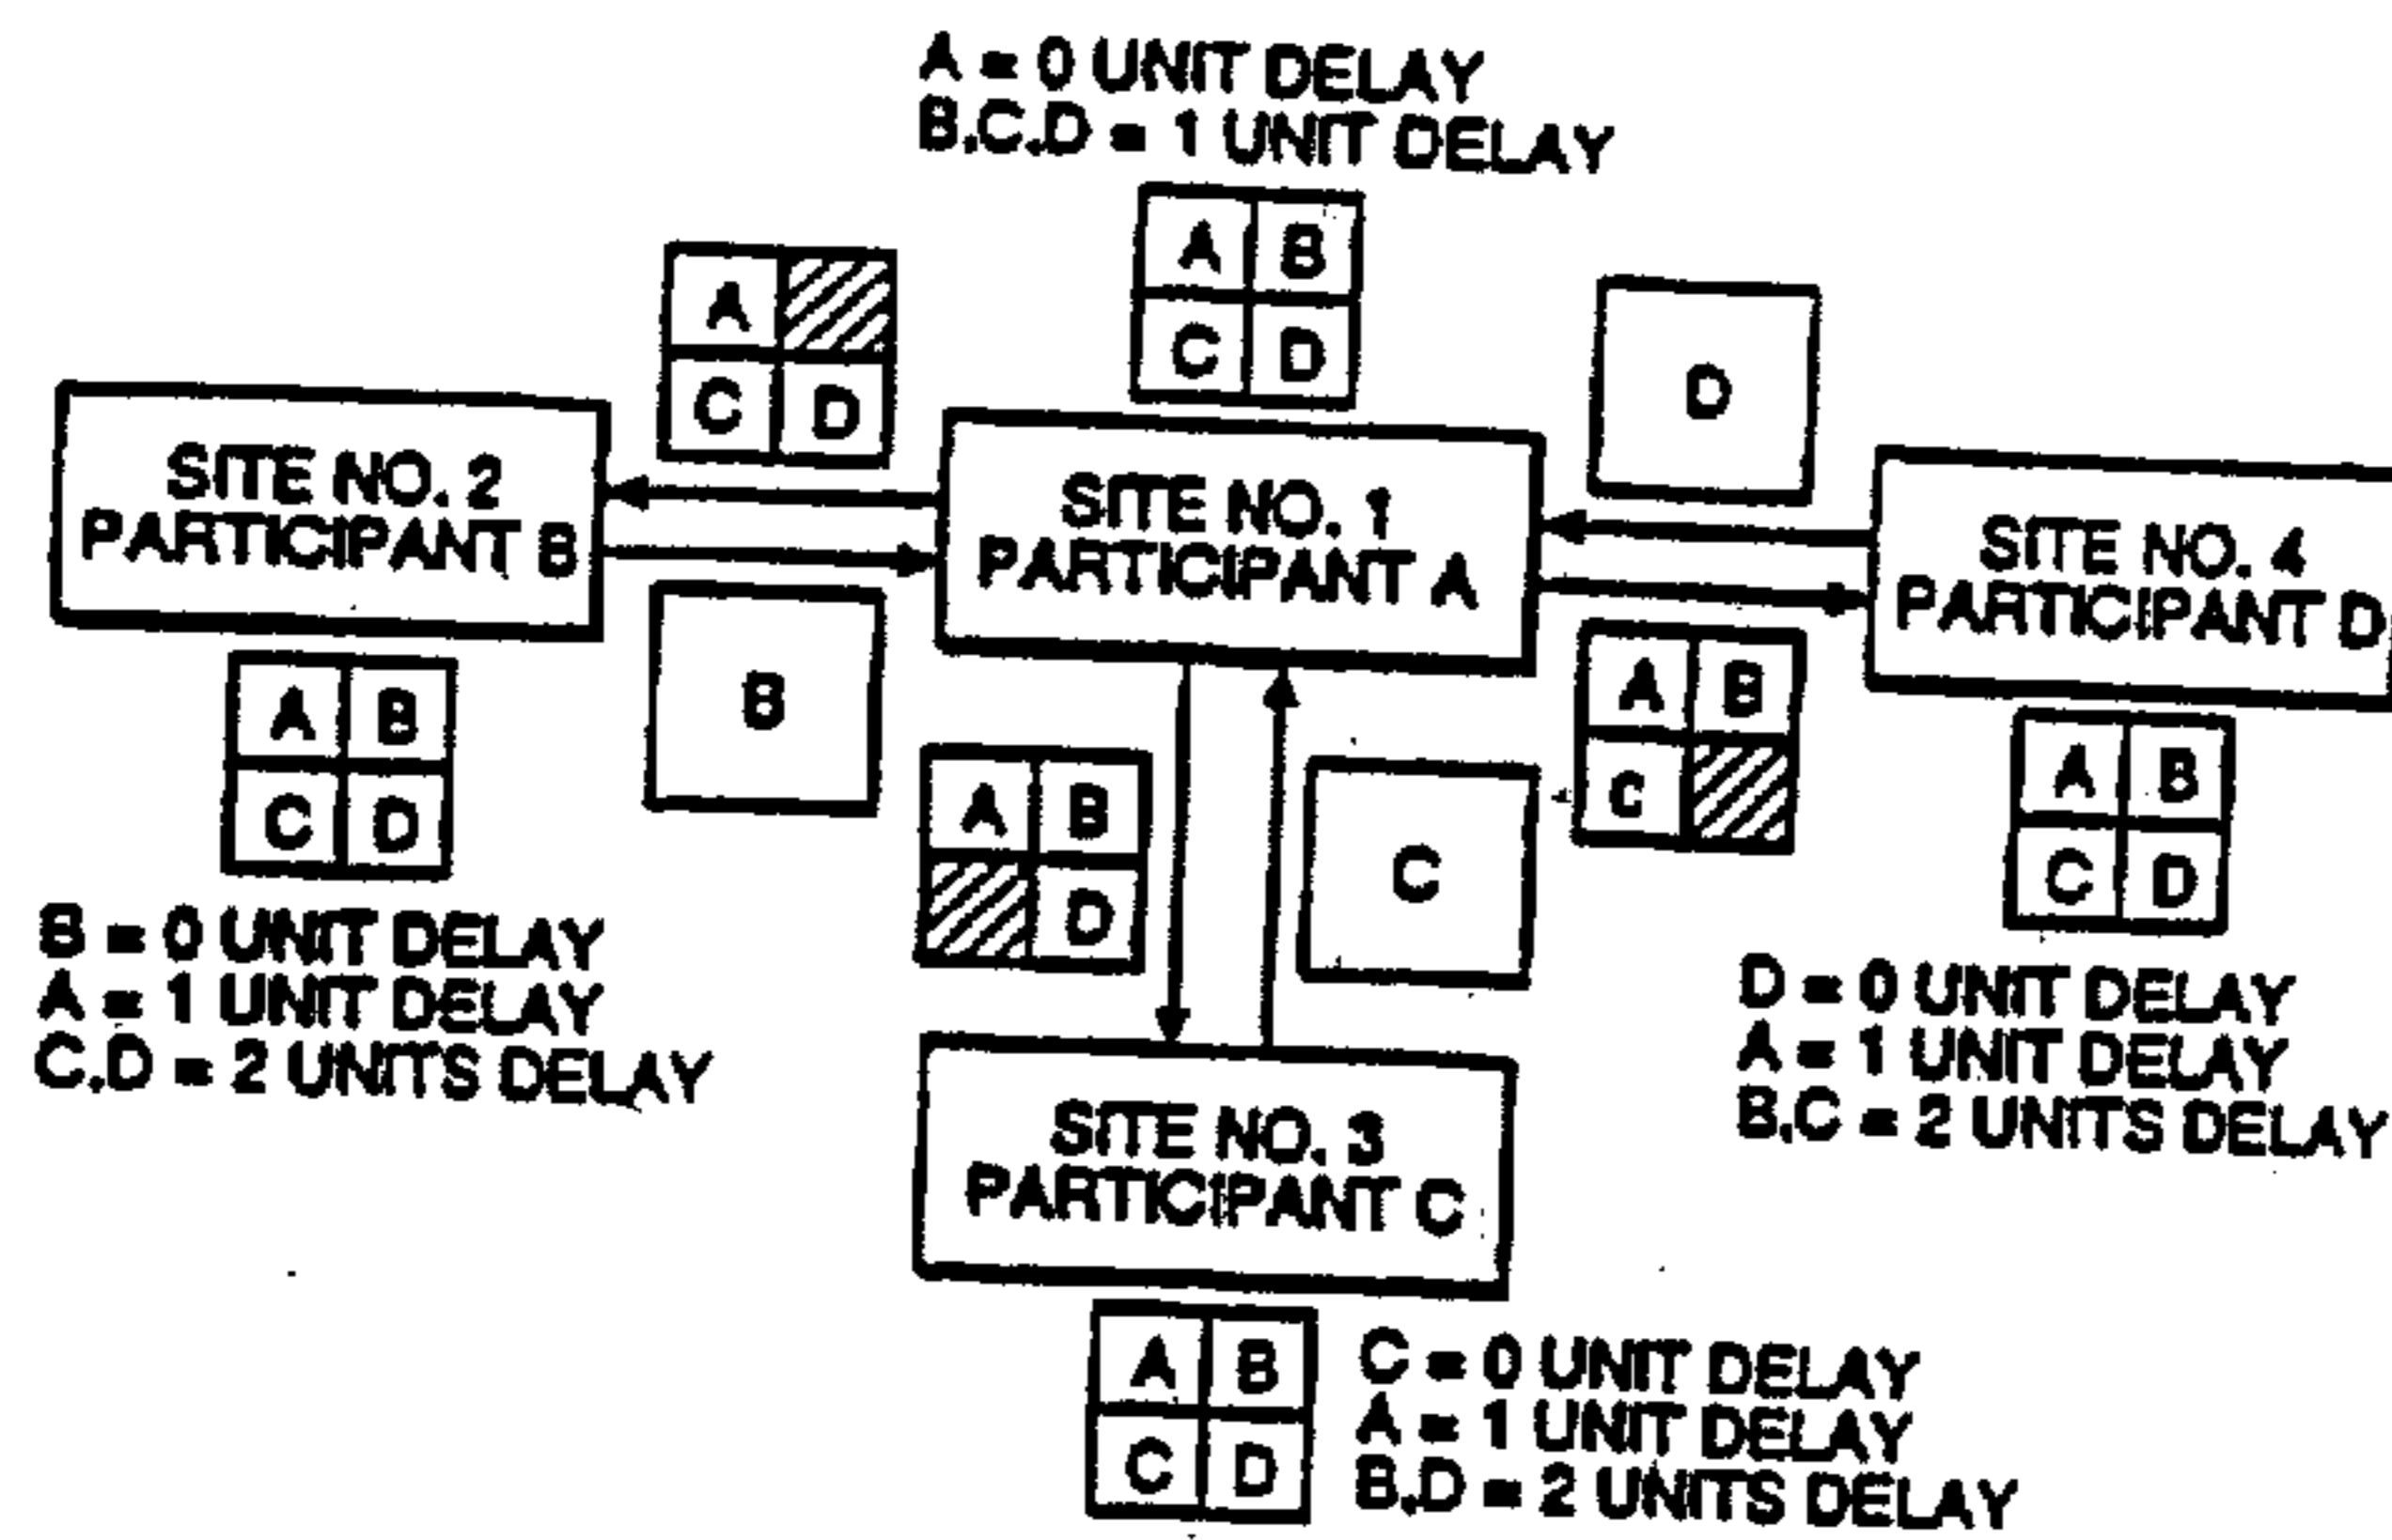 A = 0 UNIT DELAY
B,C,D = 1 UNIT DELAY
A B
C D
A
C D
D
SITE NO. 2
PARTICIPANT B
SITE NO. 1
PARTICIPANT A
SITE NO. 4
PARTICIPANT D
A B
C D
B
A B
D
C
A B
C
A B
C D
B = 0 UNIT DELAY
A = 1 UNIT DELAY
C,D = 2 UNITS DELAY
D = 0 UNIT DELAY
A = 1 UNIT DELAY
B,C = 2 UNITS DELAY
SITE NO. 3
PARTICIPANT C
A B
C D
C = 0 UNIT DELAY
A = 1 UNIT DELAY
B,D = 2 UNITS DELAY